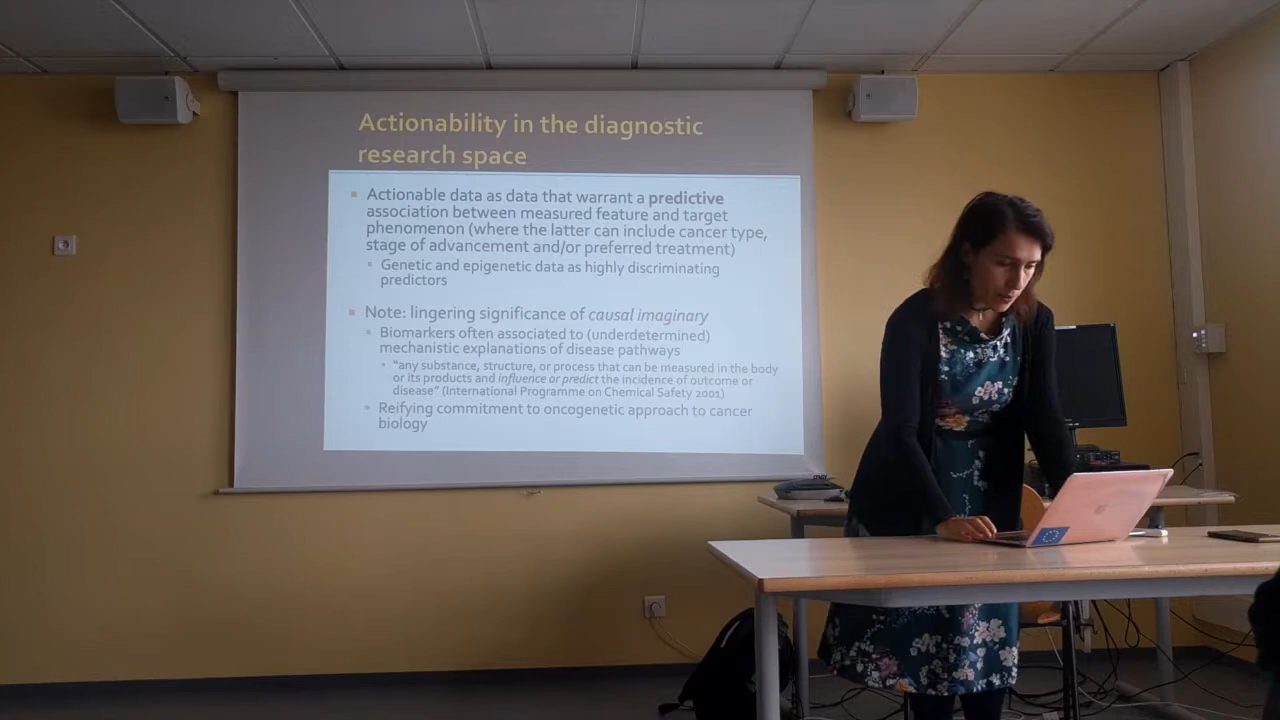 Actionability in the diagnostic
research space
Actionable data as data that warrant a predictive
association between measured feature and target
phenomenon (where the latter can include cancer type,
stage of advancement and/or preferred treatment)
Genetic and epigenetic data as highly discriminating
predictors
Note: lingering significance of causal imaginary
Biomarkers often associated to (underdetermined)
mechanistic explanations of disease pathways
"any substance, structure, or process that can be measured in the body
or its products and influence or predict the incidence of outcome or
disease" (International Programme on Chemical Safety 2001)
Reifying commitment to oncogenetic approach to cancer
biology